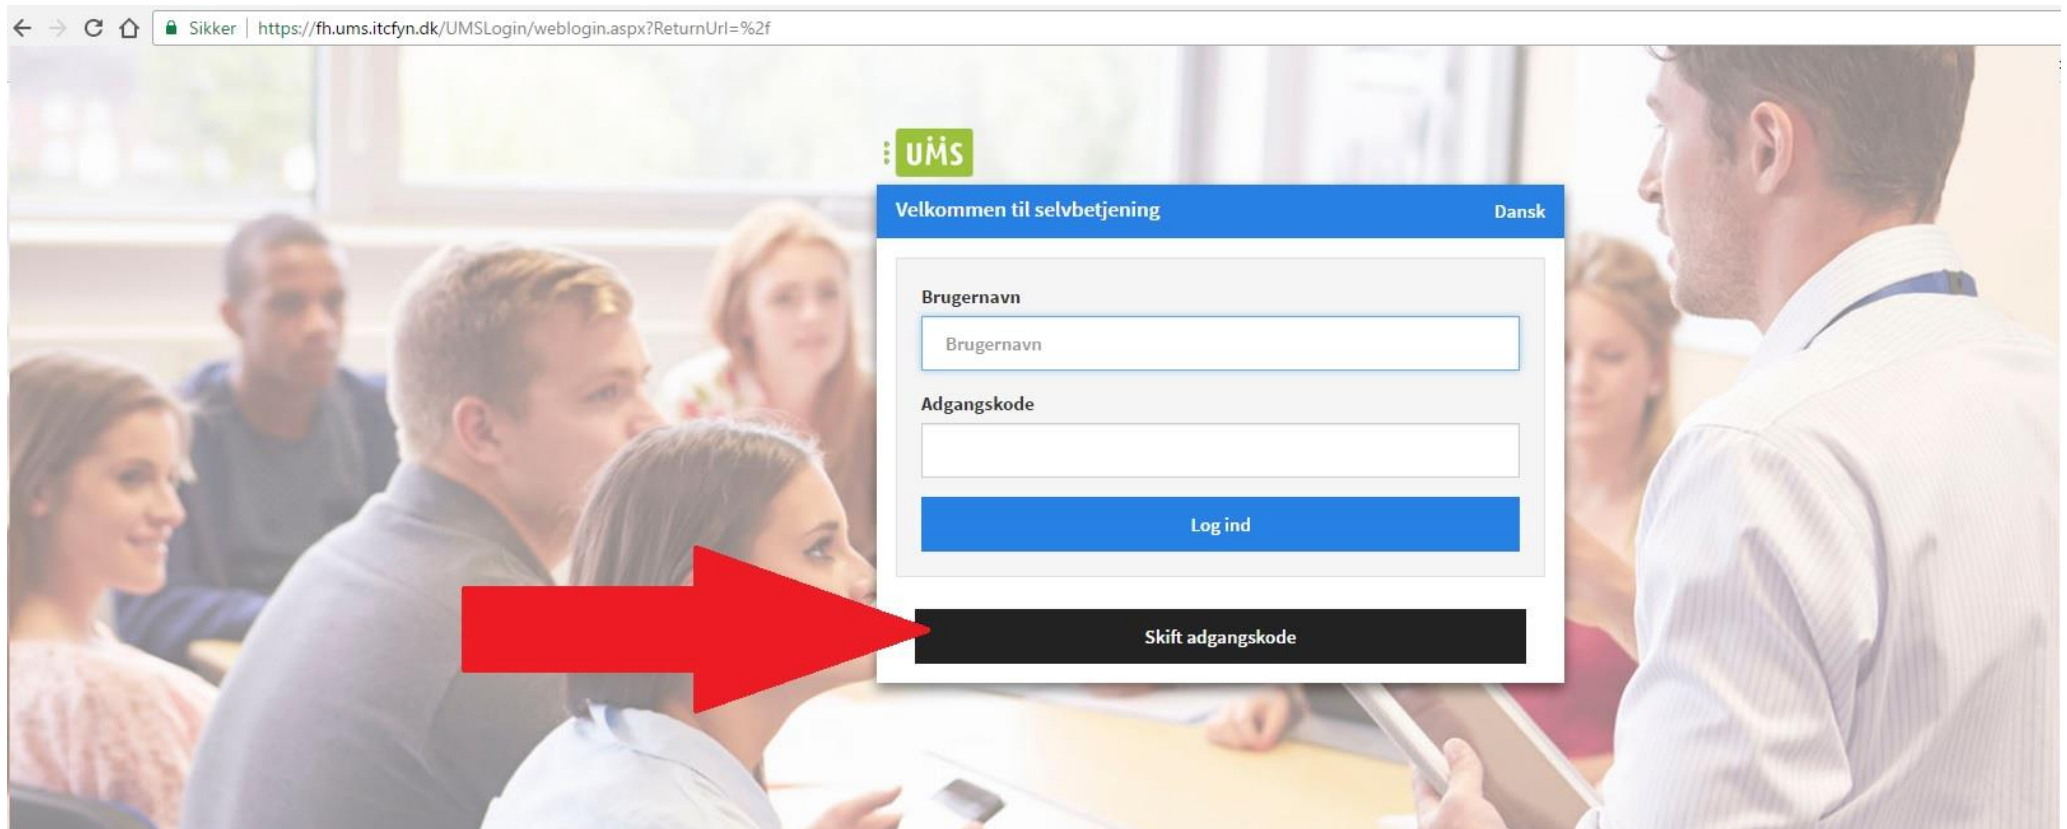 Sikker
https://fh.ums.itcfyn.dk/UMSLogin/weblogin.aspx?ReturnUrl=%2f
UMS
Velkommen til selvbetjening
Dansk
Brugernavn
Brugernavn
Adgangskode
Log ind
Skift adgangskode